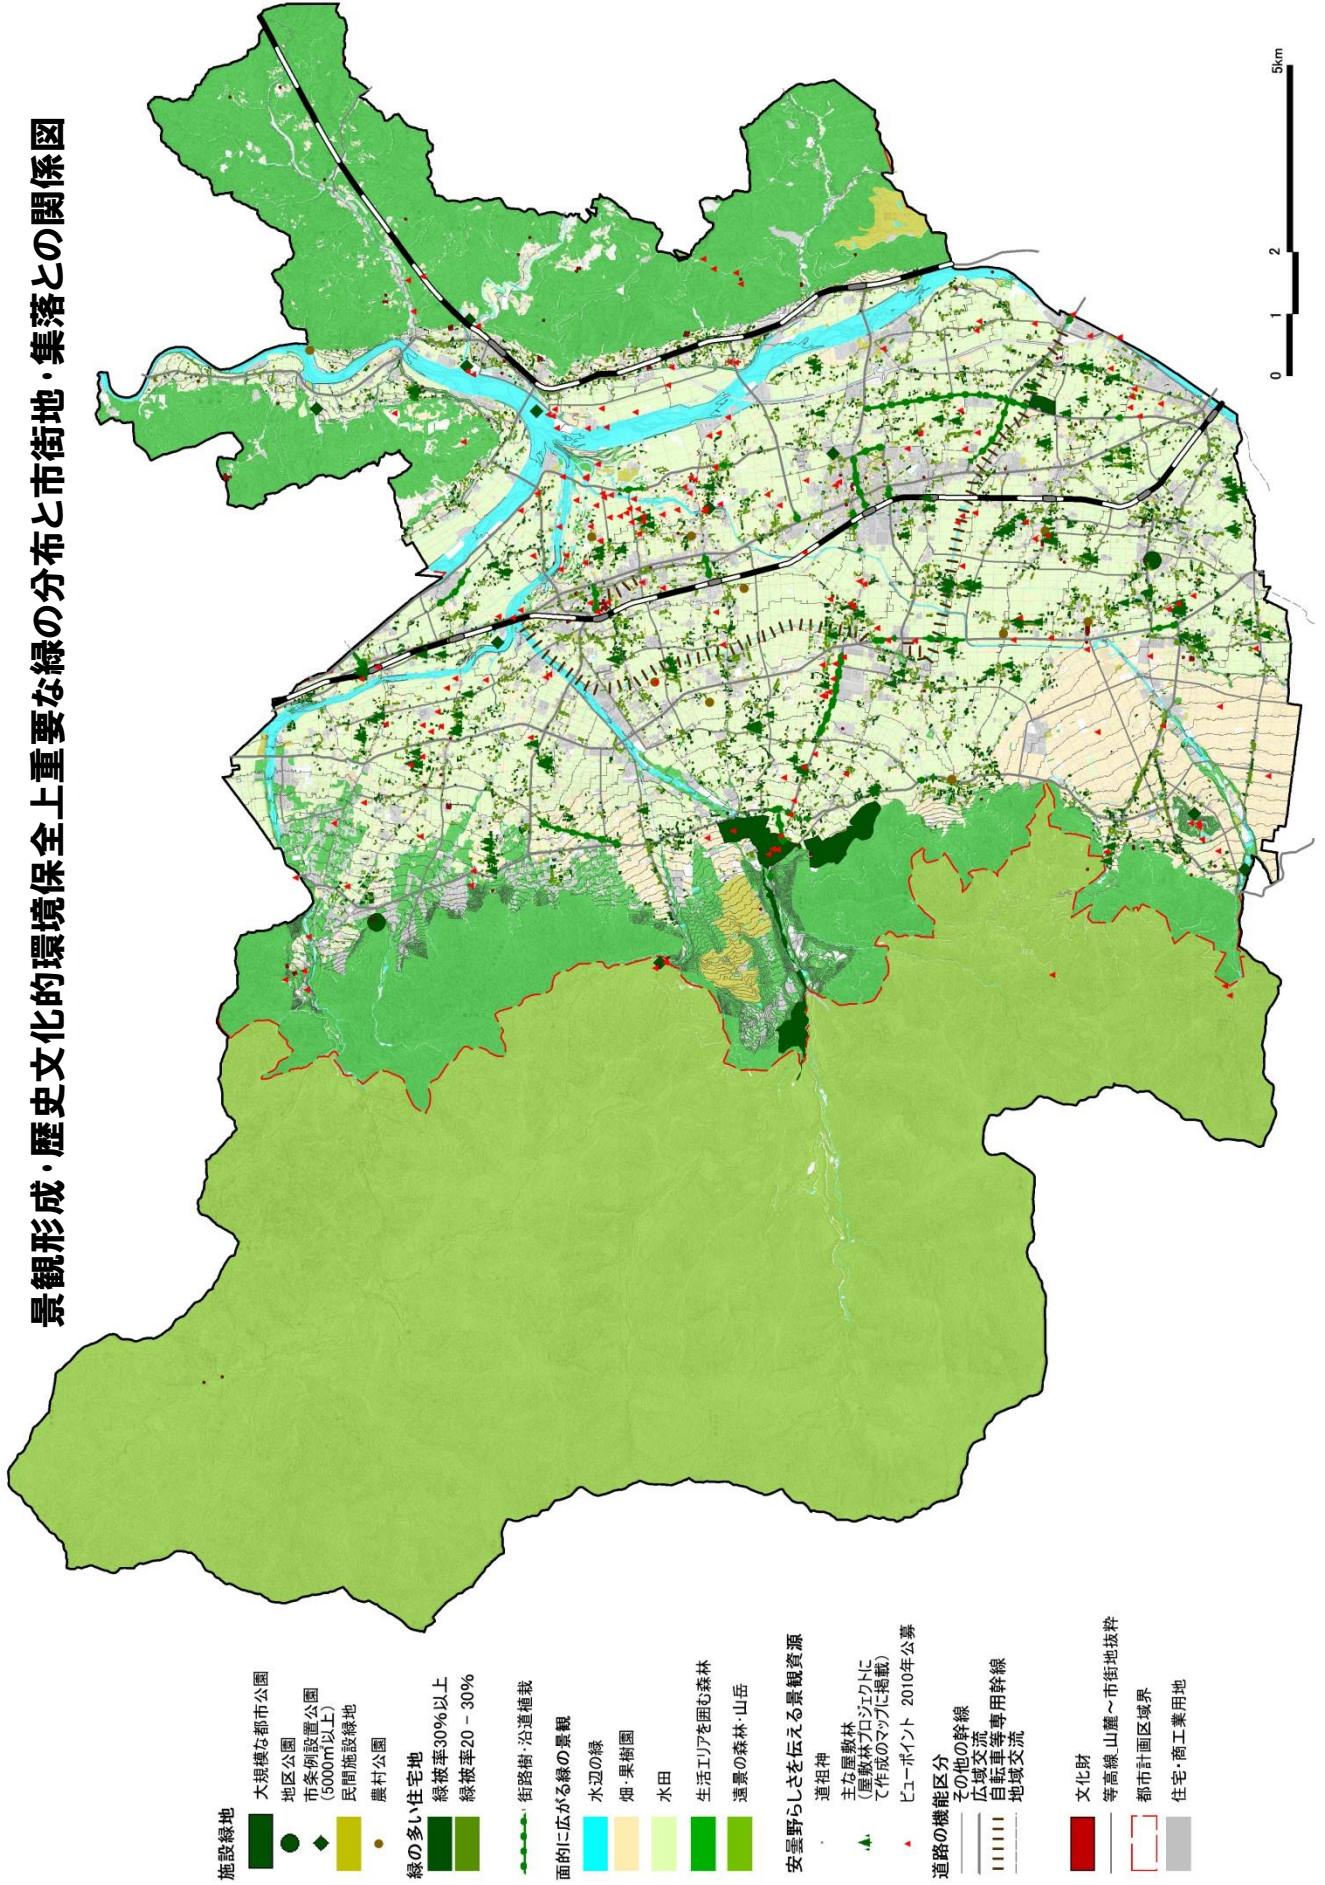 景観形成・歴史文化的環境保全上重要な緑の分布と市街地・集落との関係図
施設緑地
大規模な都市公園
地区公園
市条例設置公園
(5000㎡以上)
民間施設緑地
農村公園
緑の多い住宅地
緑被率30%以上
緑被率20－30%
街路樹・沿道植栽
面的に広がる緑の景観
水辺の緑
畑・果樹園
水田
生活エリアを囲む森林
遠景の森林・山岳
安曇野らしさを伝える景観資源
道祖神
主な屋敷林
(屋敷林プロジェクトに
て作成のマップに掲載)
ビューポイント 2010年公募
道路の機能区分
その他の幹線
広域交流
自転車等専用幹線
地域交流
文化財
等高線_山麓～市街地抜粋
都市計画区域界
住宅・商工業用地
0 1 2 5km